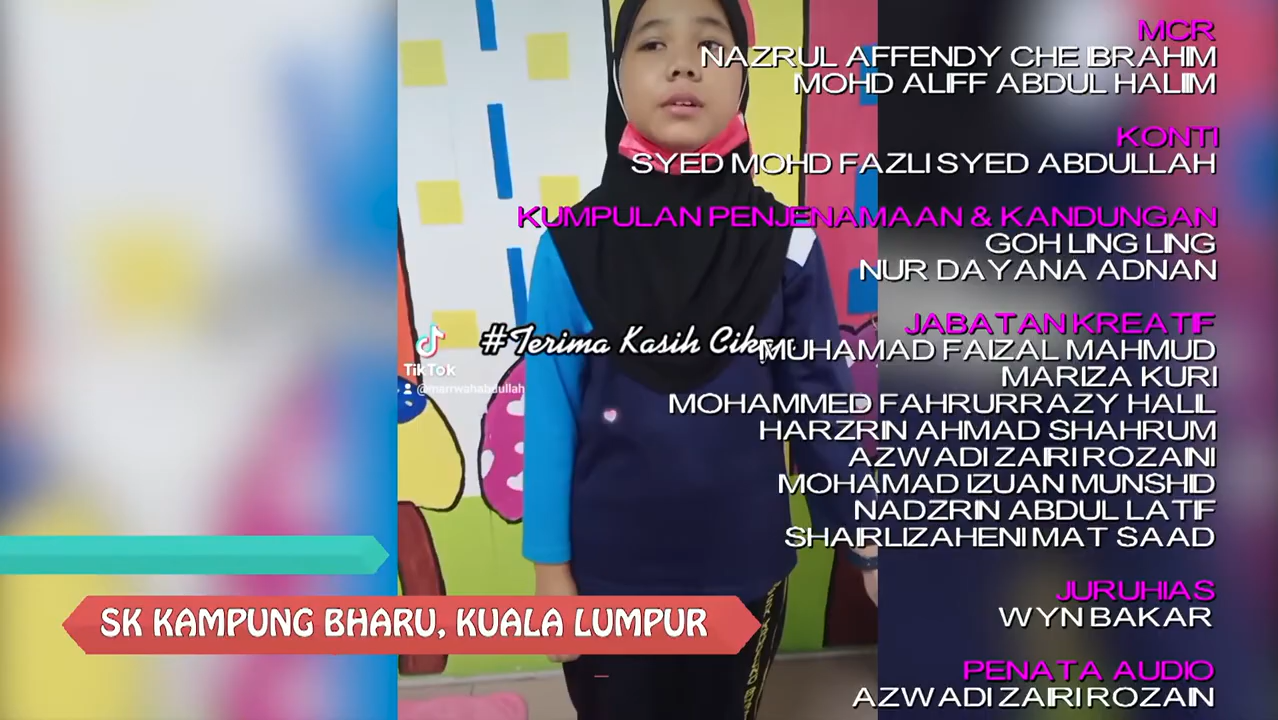 MCR
NAZRUL AFFENDY CHE IBRAHIM
MOHD ALIFF ABDUL HALIIM
KONTI
SYED MOHD FAZLI SYED ABDULLAH
KUMPULAN PENJENAMAAN & KANDUNGAN
GOH LING LING
NUR DAYANA ADNAN
JABATAN KREATIF
MUHAMAD FAIZAL MAHMUD
MARIZA KURI
MOHAMMED FAHRURRAZY HALIL
HARZRIN AHMAD SHAHRUM
AZWADI ZAIRI ROZAINI
MOHAMAD IZUAN MUNSHID
NADZRIN ABDUL LATIF
SHAIRLIZAHENI MAT SAAD
JURUHIAS
WYN BAKAR
PENATA AUDIO
AZWADI ZAIRI ROZAIN
#Terima Kasih
TikTok
SK KAMPUNG BHARU, KUALA LUMPUR